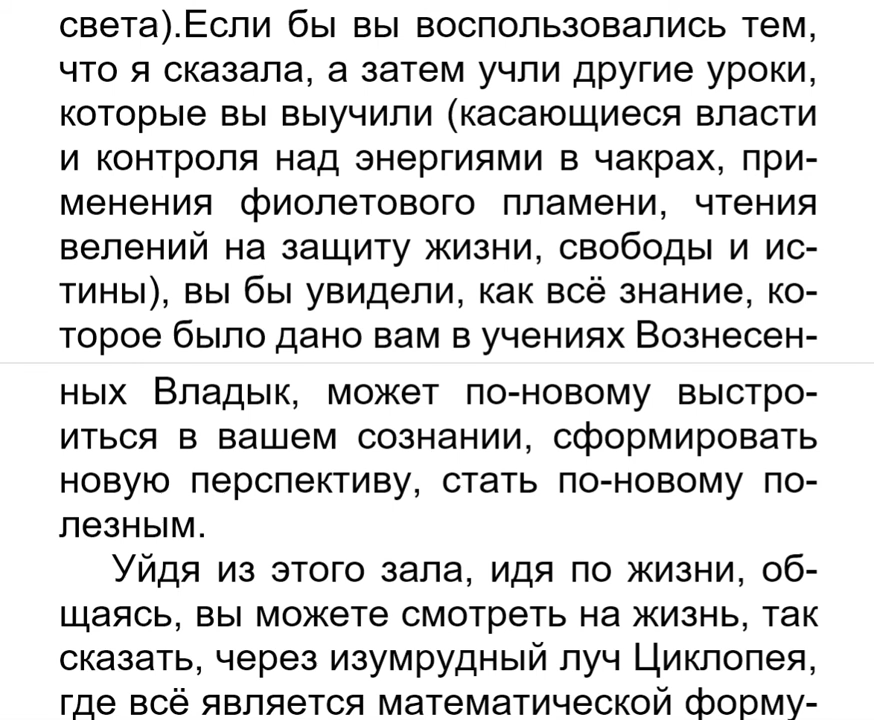 света).Если бы вы воспользовались тем,
что я сказала, а затем учли другие уроки,
которые вы выучили (касающиеся власти
и контроля над энергиями в чакрах, при-
менения фиолетового пламени, чтения
велений на защиту жизни, свободы и ис-
тины), вы бы увидели, как всё знание, ко-
торое было дано вам в учениях Вознесен-
ных Владык, может по-новому выстро-
иться в вашем сознании, сформировать
новую перспективу, стать по-новому по-
лезным.
Уйдя из этого зала, идя по жизни, об-
щаясь, вы можете смотреть на жизнь, так
сказать, через изумрудный луч Циклопея,
где всё является математической форму-